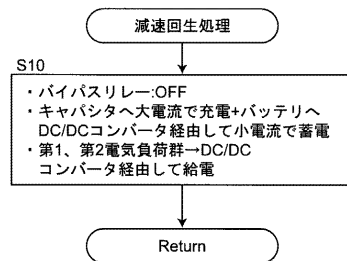 減速回生処理
S10
・バイパスリレー:OFF
・キャパシタへ大電流で充電+バッテリへ
DC/DCコンバータ経由して小電流で蓄電
・第1、第2電気負荷群→DC/DC
コンバータ経由して給電
Return